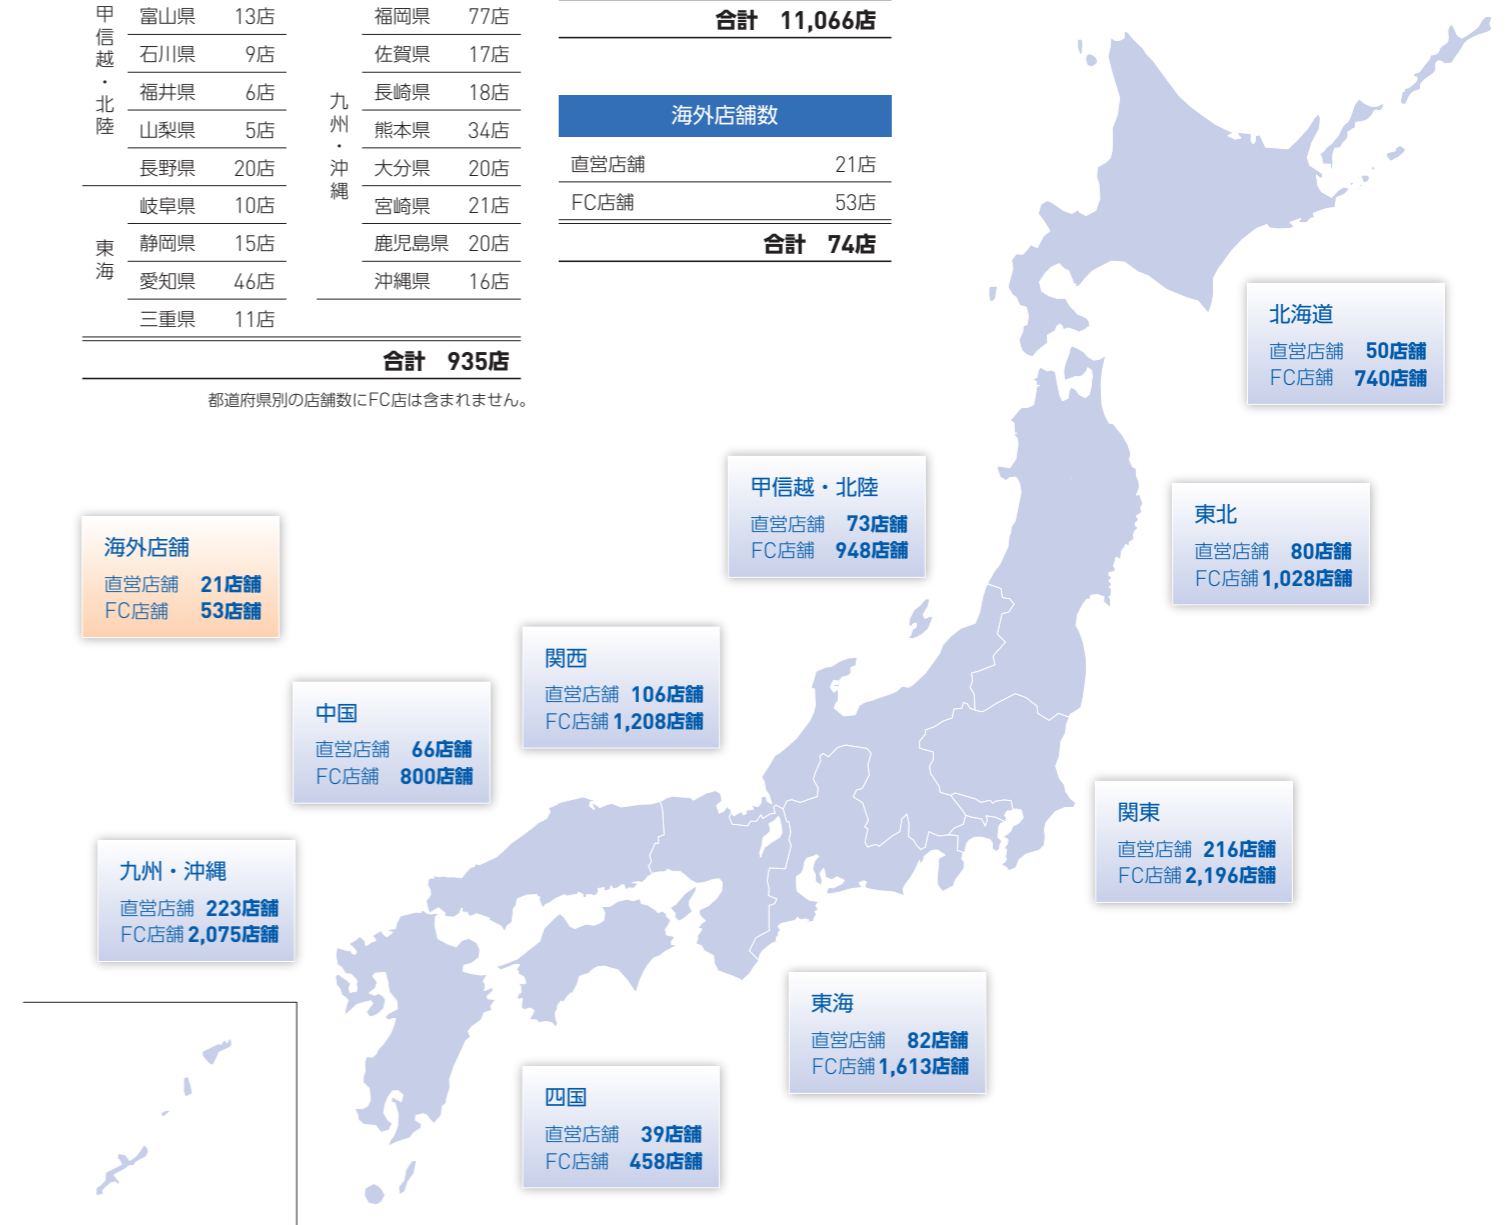 甲信越・北陸
富山県 13店
石川県 9店
福井県 6店
山梨県 5店
長野県 20店
東海
岐阜県 10店
静岡県 15店
愛知県 46店
三重県 11店
九州・沖縄
福岡県 77店
佐賀県 17店
長崎県 18店
熊本県 34店
大分県 20店
宮崎県 21店
鹿児島県 20店
沖縄県 16店
合計 935店
都道府県別の店舗数にFC店は含まれません。
合計 11,066店
海外店舗数
直営店舗 21店
FC店舗 53店
合計 74店
北海道
直営店舗 50店舗
FC店舗 740店舗
甲信越・北陸
直営店舗 73店舗
FC店舗 948店舗
東北
直営店舗 80店舗
FC店舗 1,028店舗
海外店舗
直営店舗 21店舗
FC店舗 53店舗
関西
直営店舗 106店舗
FC店舗 1,208店舗
中国
直営店舗 66店舗
FC店舗 800店舗
関東
直営店舗 216店舗
FC店舗 2,196店舗
九州・沖縄
直営店舗 223店舗
FC店舗 2,075店舗
東海
直営店舗 82店舗
FC店舗 1,613店舗
四国
直営店舗 39店舗
FC店舗 458店舗